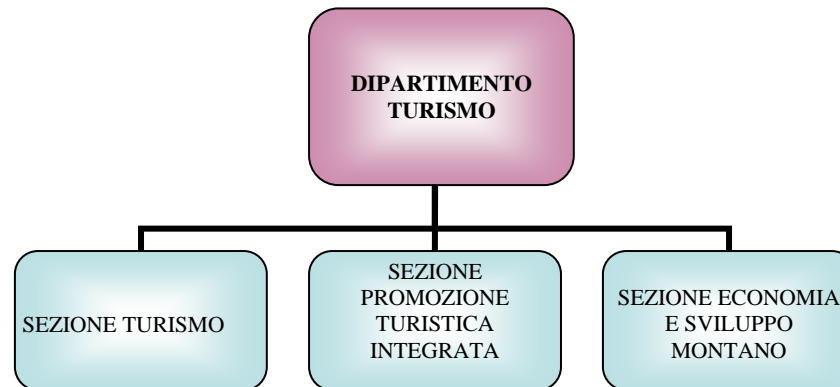 DIPARTIMENTO
TURISMO
SEZIONE TURISMO
SEZIONE
PROMOZIONE
TURISTICA
INTEGRATA
SEZIONE ECONOMIA
E SVILUPPO
MONTANO